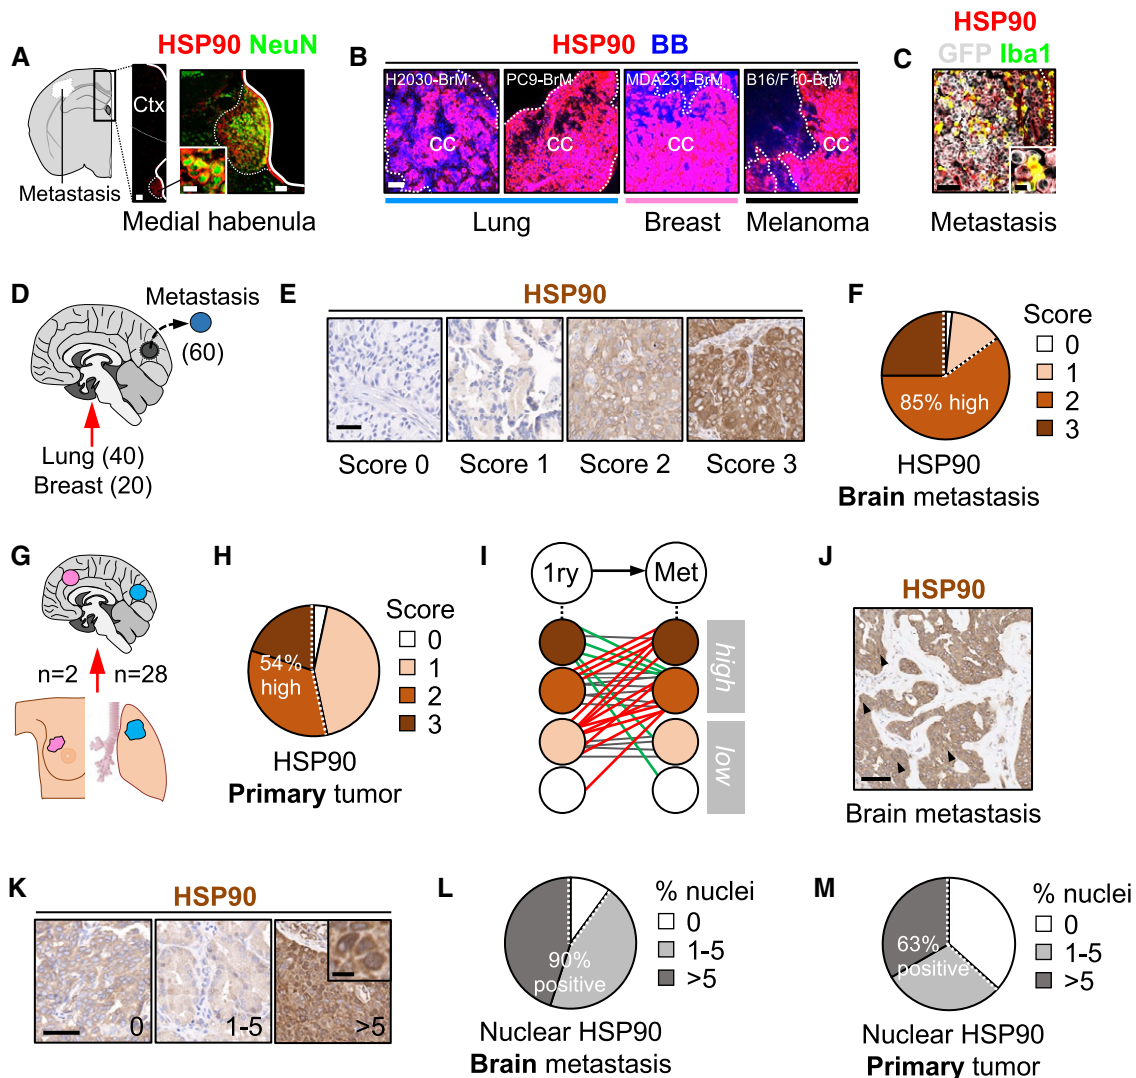 A
HSP90 NeuN
Ctx
Metastasis
Medial habenula
B
HSP90 BB
H2030-BrM
PC9-BrM
MDA231-BrM
B16/F10-BrM
CC
CC
CC
CC
Lung
Breast
Melanoma
C
HSP90
GFP Iba1
Metastasis
D
Metastasis
(60)
Lung (40)
Breast (20)
E
HSP90
Score 0
Score 1
Score 2
Score 3
F
Score
0
1
2
3
85% high
HSP90
Brain metastasis
G
n=2
n=28
H
Score
0
1
2
3
54%
high
HSP90
Primary tumor
I
1ry
Met
high
low
J
HSP90
Brain metastasis
K
HSP90
0
1-5
>5
L
% nuclei
0
1-5
>5
90%
positive
Nuclear HSP90
Brain metastasis
M
% nuclei
0
1-5
>5
63%
positive
Nuclear HSP90
Primary tumor